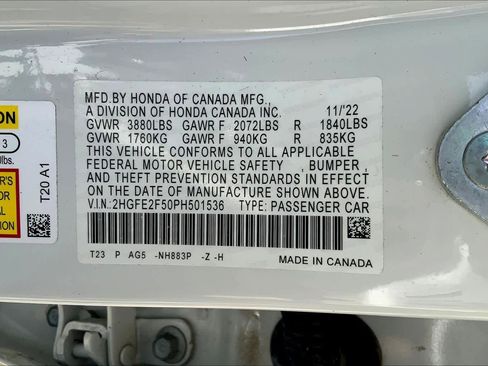 ON
3
lbs.
R'S
T20 A1
MFD.BY HONDA OF CANADA MFG.,
A DIVISION OF HONDA CANADA INC. 11/'22
GVWR 3880LBS GAWR F 2072LBS R 1840LBS
GVWR 1760KG GAWR F 940KG R 835KG
THIS VEHICLE CONFORMS TO ALL APPLICABLE
FEDERAL MOTOR VEHICLE SAFETY , BUMPER ,
AND THEFT PREVENTION STANDARDS IN EFFECT
ON THE DATE OF MANUFACTURE SHOWN ABOVE.
V.I.N.:2HGFE2F50PH501536 TYPE: PASSENGER CAR
T23 P AG5 -NH883P -Z -H
MADE IN CANADA